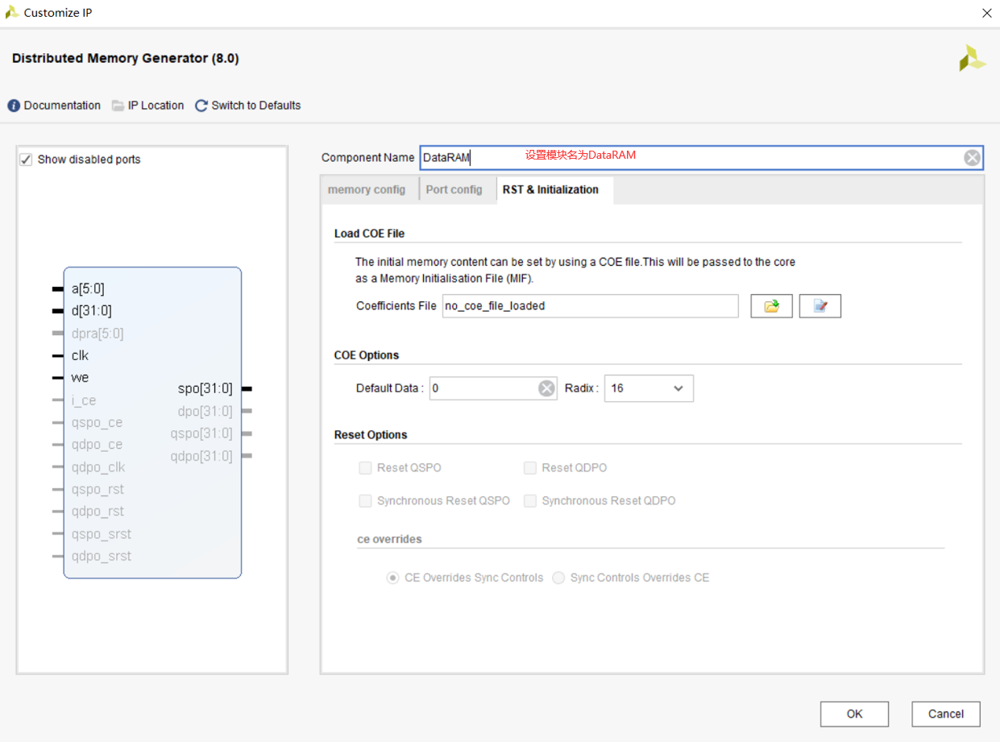 Customize IP
Distributed Memory Generator (8.0)
Documentation IP Location Switch to Defaults
Show disabled ports
a[5:0]
d[31:0]
dpra[5:0]
clk
we
i_ce
qspo_ce
qdpo_ce
qdpo_clk
qspo_rst
qdpo_rst
qspo_srst
qdpo_srst
spo[31:0]
dpo[31:0]
qspo[31:0]
qdpo[31:0]
Component Name DataRAM 设置模块名为DataRAM
memory config Port config RST & Initialization
Load COE File
The initial memory content can be set by using a COE file.This will be passed to the core
as a Memory Initialisation File (MIF).
Coefficients File no_coe_file_loaded
COE Options
Default Data : 0 Radix : 16
Reset Options
Reset QSPO Reset QDPO
Synchronous Reset QSPO Synchronous Reset QDPO
ce overrides
CE Overrides Sync Controls Sync Controls Overrides CE
OK Cancel